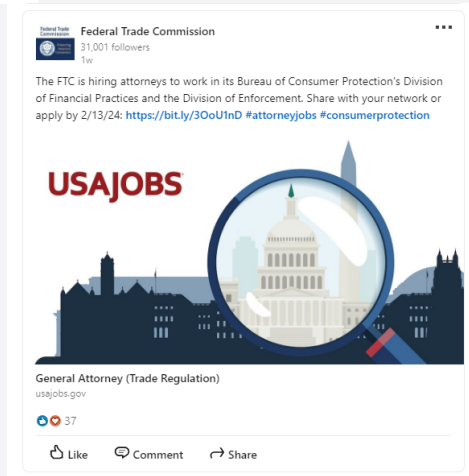 Federal Trade Commission
31,001 followers
1w
The FTC is hiring attorneys to work in its Bureau of Consumer Protection's Division
of Financial Practices and the Division of Enforcement. Share with your network or
apply by 2/13/24: https://bit.ly/3OoU1nD #attorneyjobs #consumerprotection
USAJOBS
General Attorney (Trade Regulation)
usajobs.gov
37
Like Comment Share